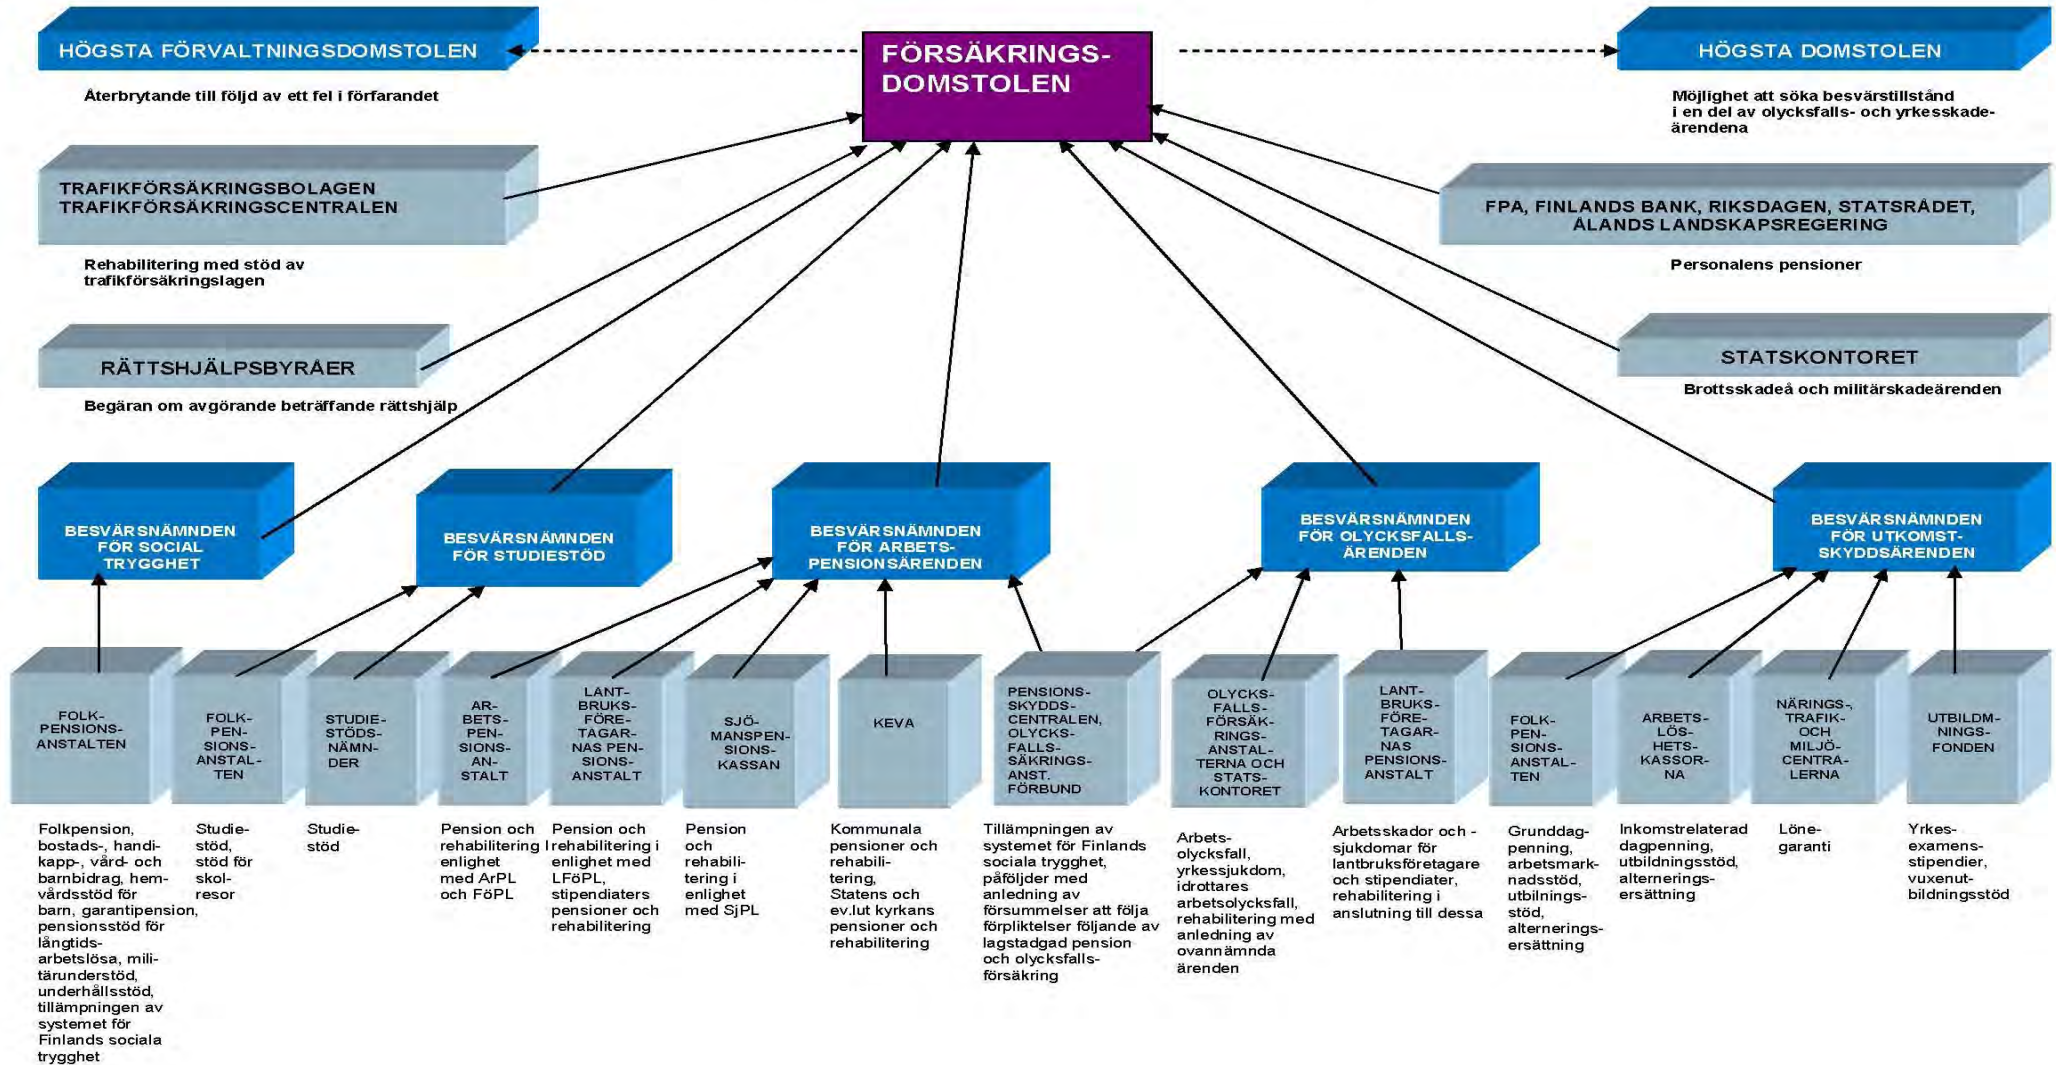 HÖGSTA FÖRVALTNINGSDOMSTOLEN
Återbrytande till följd av ett fel i förfarandet
FÖRSÄKRINGS-
DOMSTOLEN
HÖGSTA DOMSTOLEN
Möjlighet att söka besvärstillstånd
i en del av olycksfalls- och yrkesskade-
ärendena
TRAFIKFÖRSÄKRINGSBOLAGEN
TRAFIKFÖRSÄKRINGSCENTRALEN
Rehabilitering med stöd av
trafikförsäkringslagen
FPA, FINLANDS BANK, RIKSDAGEN, STATSRÅDET,
ÅLANDS LANDSKAPSREGERING
Personalens pensioner
RÄTTSHJÄLPSBYRÅER
Begäran om avgörande beträffande rättshjälp
STATSKONTORET
Brottsskadeå och militärskadeärenden
BESVÄRSNÄMNDEN
FÖR SOCIAL
TRYGGHET
BESVÄRSNÄMNDEN
FÖR STUDIESTÖD
BESVÄRSNÄMNDEN
FÖR ARBETS-
PENSIONSÄRENDEN
BESVÄRSNÄMNDEN
FÖR OLYCKSFALLS-
ÄRENDEN
BESVÄRSNÄMNDEN
FÖR UTKOMST-
SKYDDSÄRENDEN
FOLK-
PENSIONS-
ANSTALTEN
FOLK-
PEN-
SIONS-
ANSTAL-
TEN
STUDIE-
STÖDS-
NÄMN-
DER
AR-
BETS-
PEN-
SIONS-
AN-
STALT
LANT-
BRUKS-
FÖRE-
TAGAR-
NAS PEN-
SIONS-
ANSTALT
SJÖ-
MANSPEN-
SIONS-
KASSAN
KEVA
PENSIONS-
SKYDDS-
CENTRALEN,
OLYCKS-
FALLS-
SÄKRINGS-
ANST.
FÖRBUND
OLYCKS-
FALLS-
FÖRSÄK-
RINGS-
ANSTAL-
TERNA OCH
STATS-
KONTORET
LANT-
BRUKS-
FÖRE-
TAGAR-
NAS
PENSIONS-
ANSTALT
FOLK-
PEN-
SIONS-
ANSTAL-
TEN
ARBETS-
LÖS-
HETS-
KASSOR-
NA
NÄRINGS-,
TRAFIK-
OCH
MILJÖ-
CENTRA-
LERNA
UTBILDM-
NINGS-
FONDEN
Folkpension,
bostads-, handi-
kapp-, vård- och
barnbidrag, hem-
vårdsstöd för
barn, garantipension,
pensionsstöd för
långtids-
arbetslösa, mili-
tärunderstöd,
underhållsstöd,
tillämpningen av
systemet för
Finlands sociala
trygghet
Studie-
stöd,
stöd för
skol-
resor
Studie-
stöd
Pension och
rehabilitering I
enlighet
med ArPL
och FöPL
Pension och
rehabilitering i
enlighet med
LFöPL,
stipendiaters
pensioner och
rehabilitering
Pension
och
rehabili-
tering i
enlighet
med SjPL
Kommunala
pensioner och
rehabili-
tering,
Statens och
ev.lut kyrkans
pensioner och
rehabilitering
Tillämpningen av
systemet för Finlands
sociala trygghet,
påföljder med
anledning av
försummelser att följa
förpliktelser följande av
lagstadgad pension
och olycksfalls-
försäkring
Arbets-
olycksfall,
yrkessjukdom,
idrottares
arbetsolycksfall,
rehabilitering med
anledning av
ovannämnda
ärenden
Arbetsskador och -
sjukdomar för
lantbruksföretagare
och stipendiater,
rehabilitering i
anslutning till dessa
Grunddag-
penning,
arbetsmark-
nadsstöd,
utbilnings-
stöd,
alternerings-
ersättning
Inkomstrelaterad
dagpenning,
utbildningsstöd,
alternerings-
ersättning
Löne-
garanti
Yrkes-
examens-
stipendier,
vuxenut-
bildningsstöd